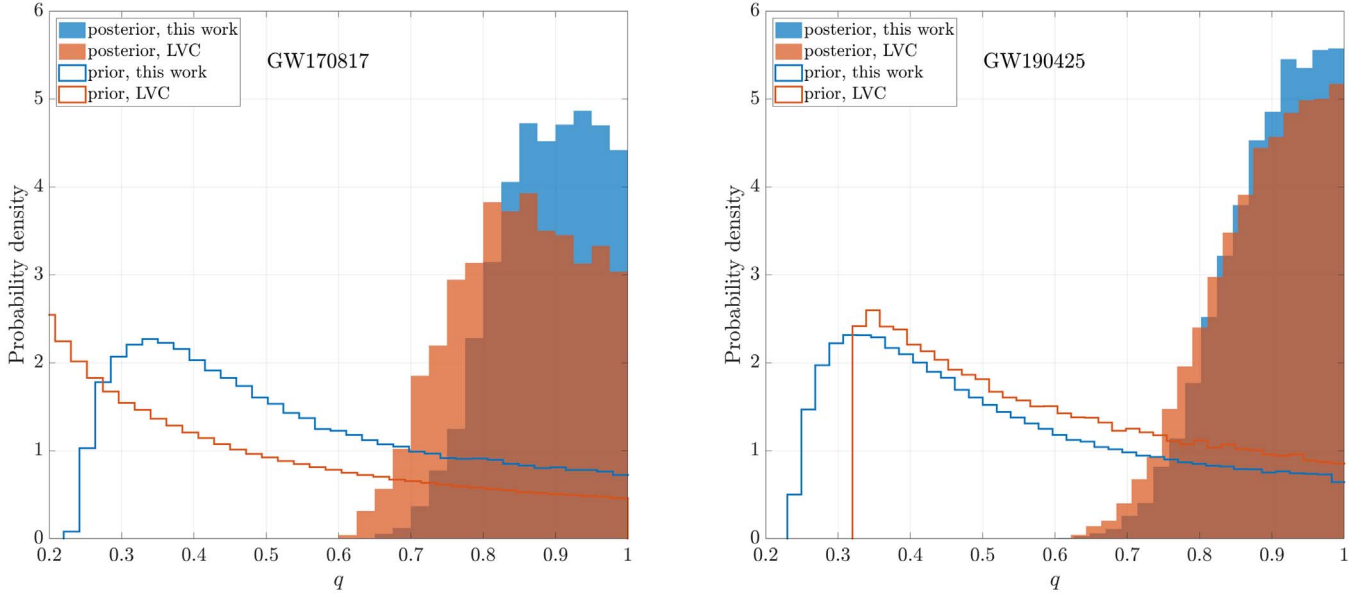 6
5
4
3
2
1
0
Probability density
posterior, this work
posterior, LVC
prior, this work
prior, LVC
GW170817
0.2 0.3 0.4 0.5 0.6 0.7 0.8 0.9 1
q
6
5
4
3
2
1
0
Probability density
posterior, this work
posterior, LVC
prior, this work
prior, LVC
GW190425
0.2 0.3 0.4 0.5 0.6 0.7 0.8 0.9 1
q